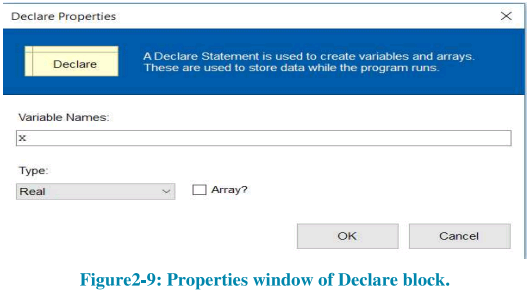 Declare Properties
Declare
A Declare Statement is used to create variables and arrays.
These are used to store data while the program runs.
Variable Names:
x
Type:
Real
Array?
OK
Cancel
Figure2-9: Properties window of Declare block.